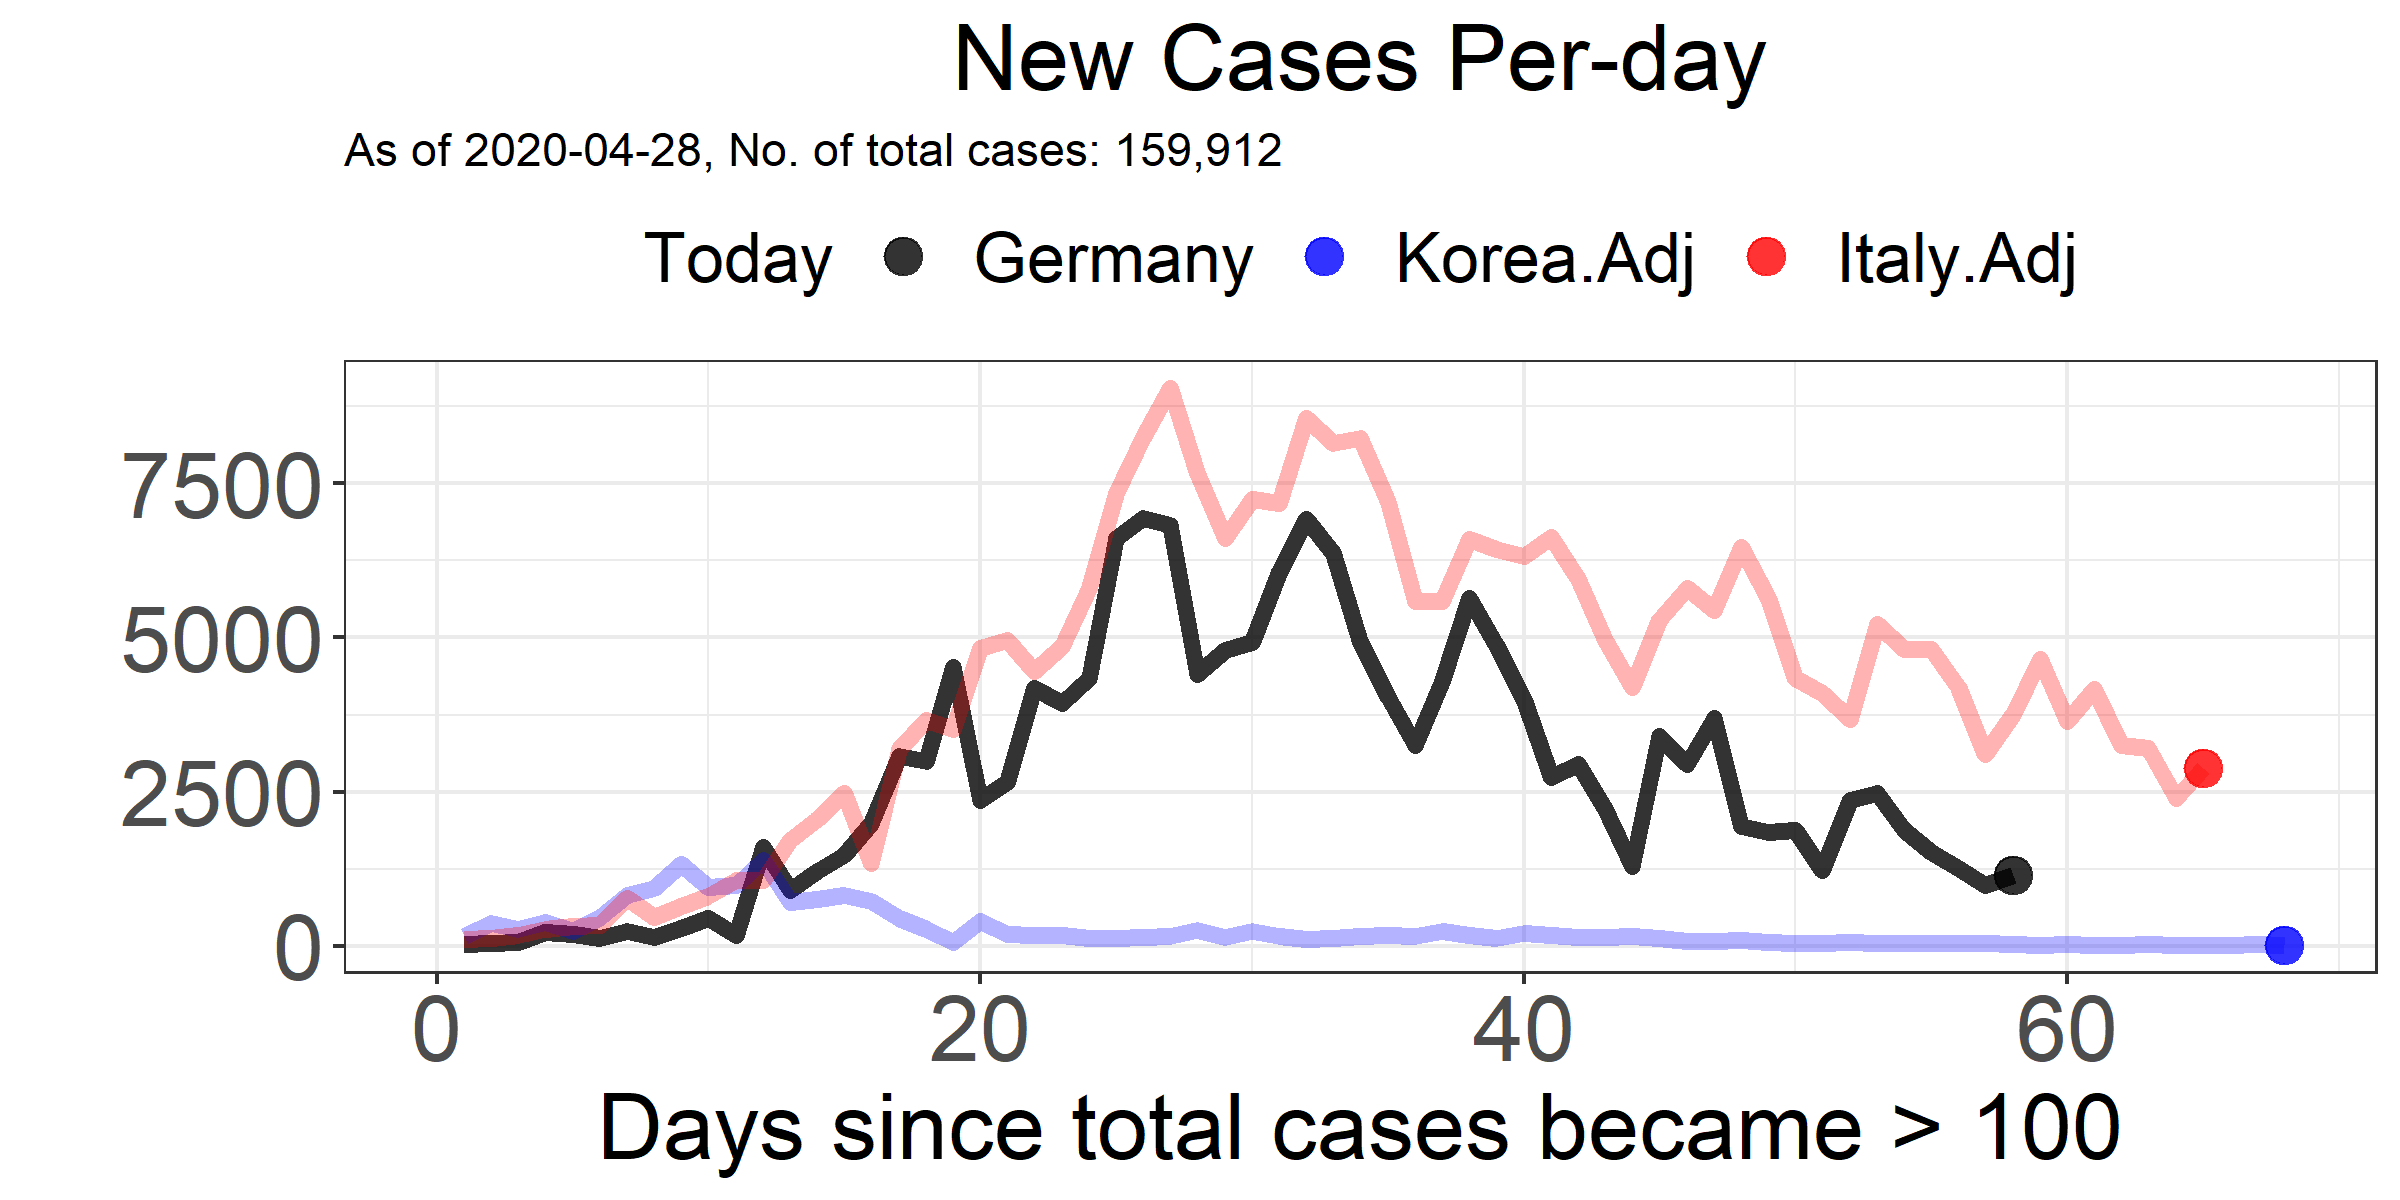 New Cases Per-day
As of 2020-04-28, No. of total cases: 159,912
Today Germany Korea.Adj Italy.Adj
7500
5000
2500
0
0 20 40 60
Days since total cases became > 100